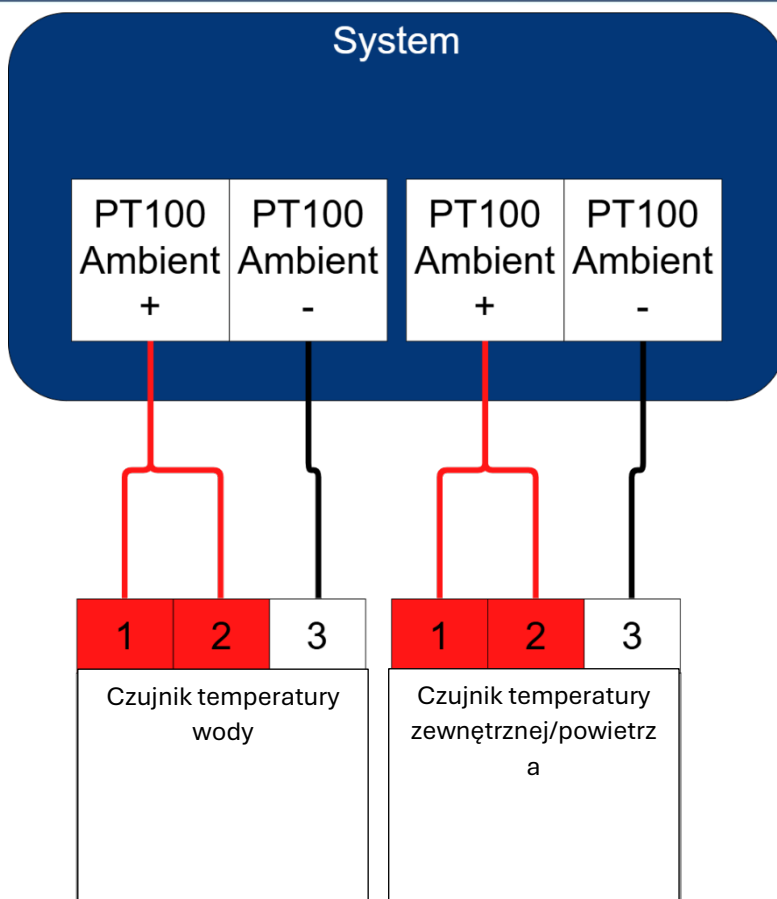 System
PT100
Ambient
+
PT100
Ambient
-
PT100
Ambient
+
PT100
Ambient
-
1
2
3
1
2
3
Czujnik temperatury
wody
Czujnik temperatury
zewnętrznej/powietrz
a